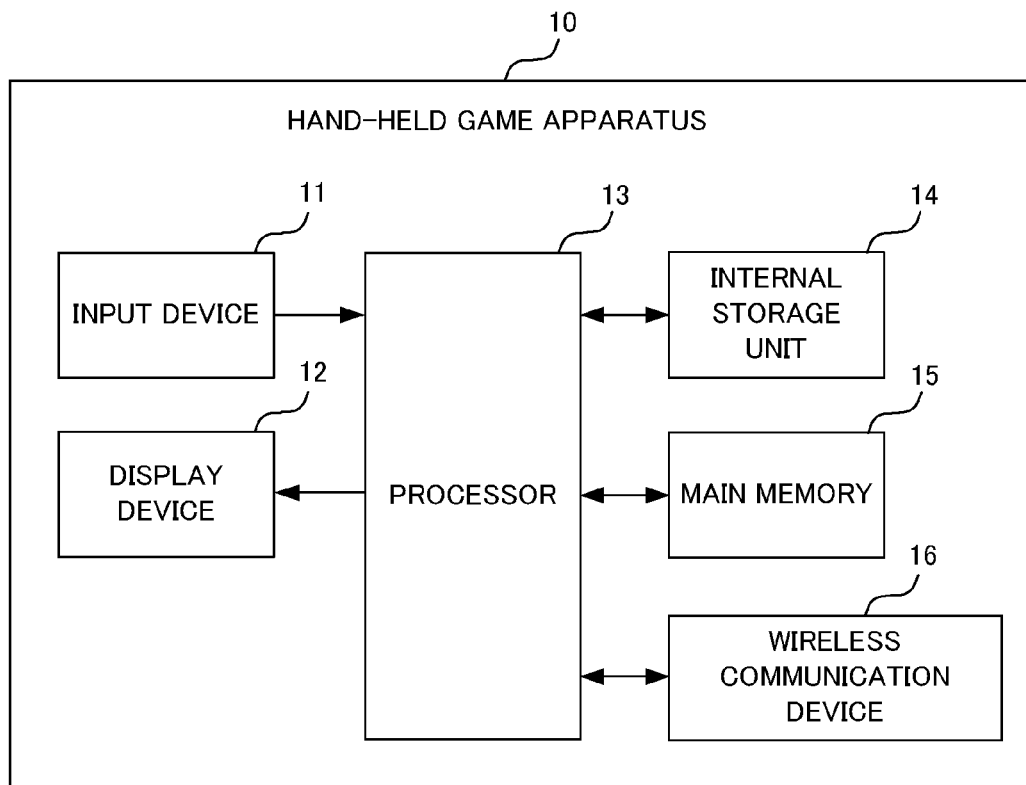 10
HAND-HELD GAME APPARATUS
11
INPUT DEVICE
12
DISPLAY
DEVICE
13
PROCESSOR
14
INTERNAL
STORAGE
UNIT
15
MAIN MEMORY
16
WIRELESS
COMMUNICATION
DEVICE